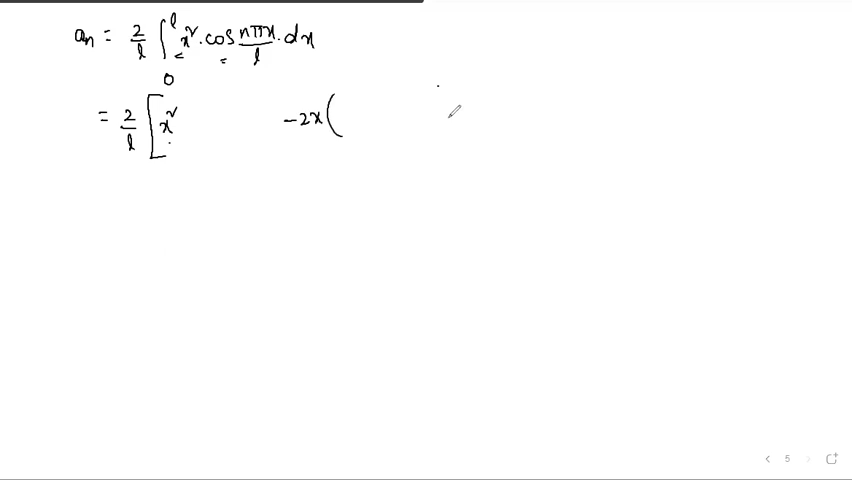 aₙ = 2/l ∫₀ˡ x² · cos nπx/l · dx
= 2/l [ x² -2x (
5